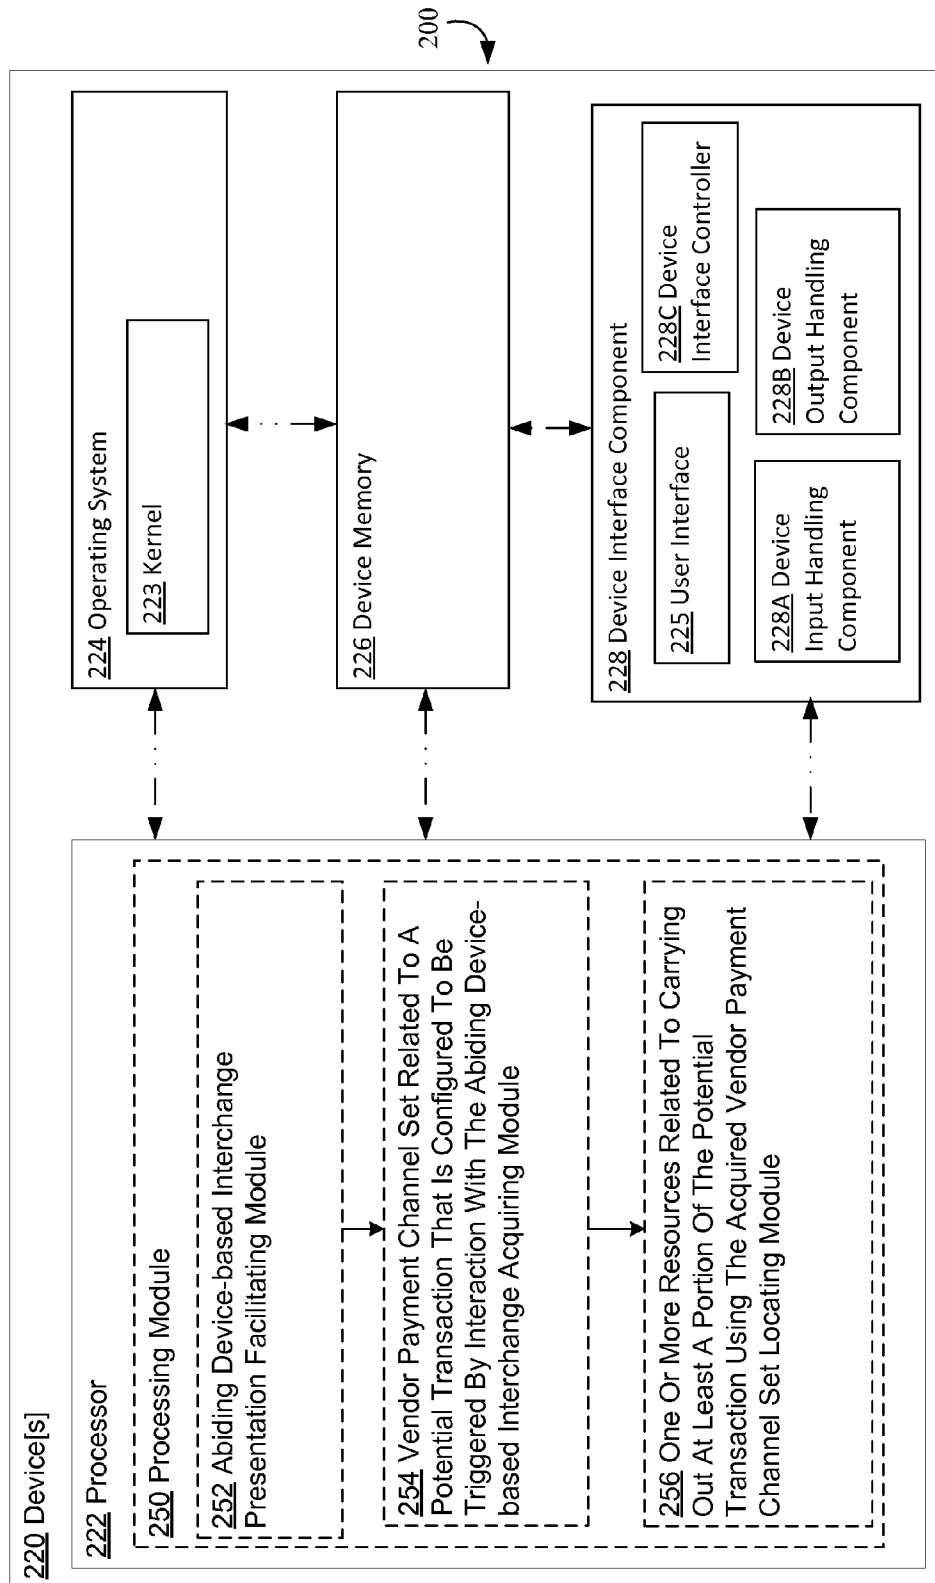 220 Device[s]
222 Processor
250 Processing Module
252 Abiding Device-based Interchange
Presentation Facilitating Module
254 Vendor Payment Channel Set Related To A
Potential Transaction That Is Configured To Be
Triggered By Interaction With The Abiding Device-
based Interchange Acquiring Module
256 One Or More Resources Related To Carrying
Out At Least A Portion Of The Potential
Transaction Using The Acquired Vendor Payment
Channel Set Locating Module
224 Operating System
223 Kernel
226 Device Memory
228 Device Interface Component
225 User Interface
228C Device
Interface Controller
228A Device
Input Handling
Component
228B Device
Output Handling
Component
200